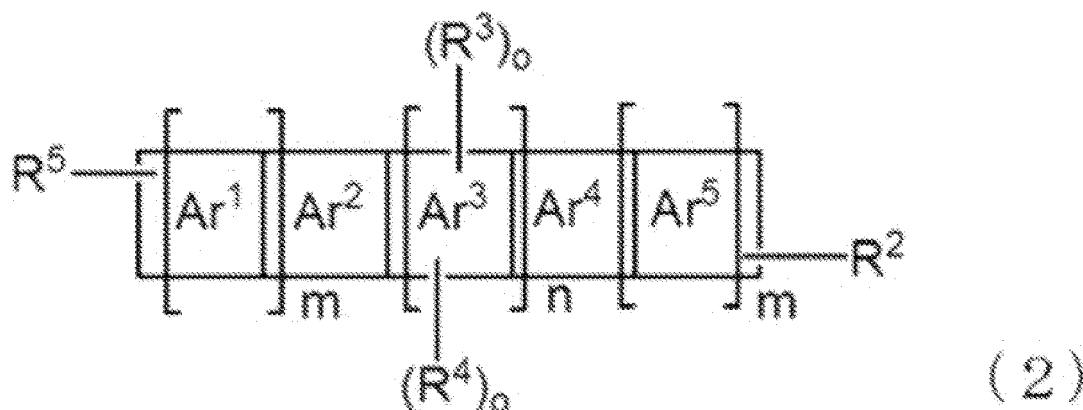 (R³)ₒ
R⁵ Ar¹ Ar² Ar³ Ar⁴ Ar⁵ R²
m n m
(R⁴)ₒ (2)